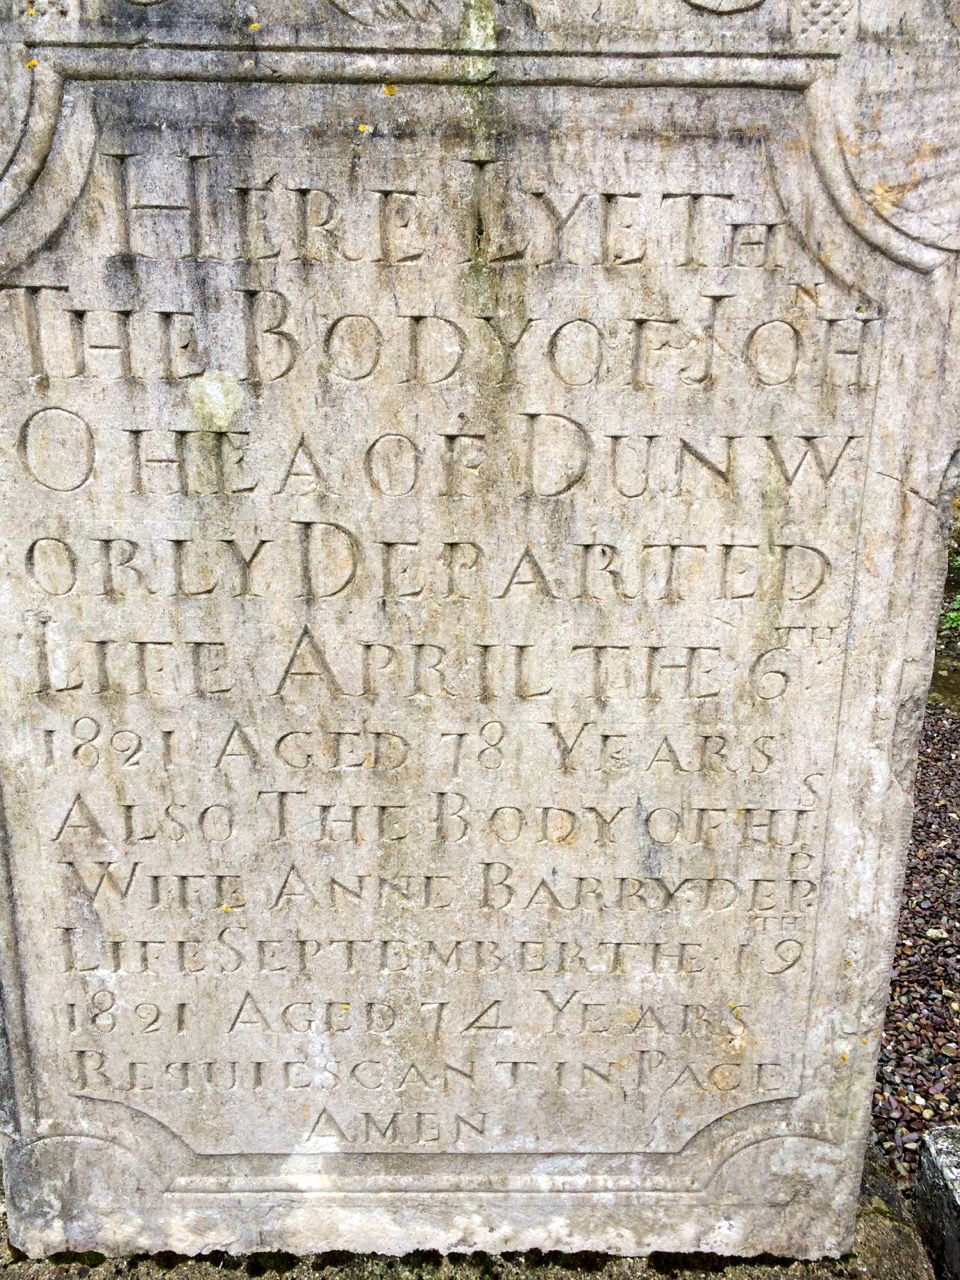 HERE LYETH
THE BODY OF JOHN
OHEA OF DUNW
ORLY DEPARTED
LIFE APRIL THE 6TH
1821 AGED 78 YEARS
ALSO THE BODY OF HIS
WIFE ANNE BARRY DEPD
LIFE SEPTEMBER THE 19TH
1821 AGED 74 YEARS
REQUIESCANT IN PACE
AMEN